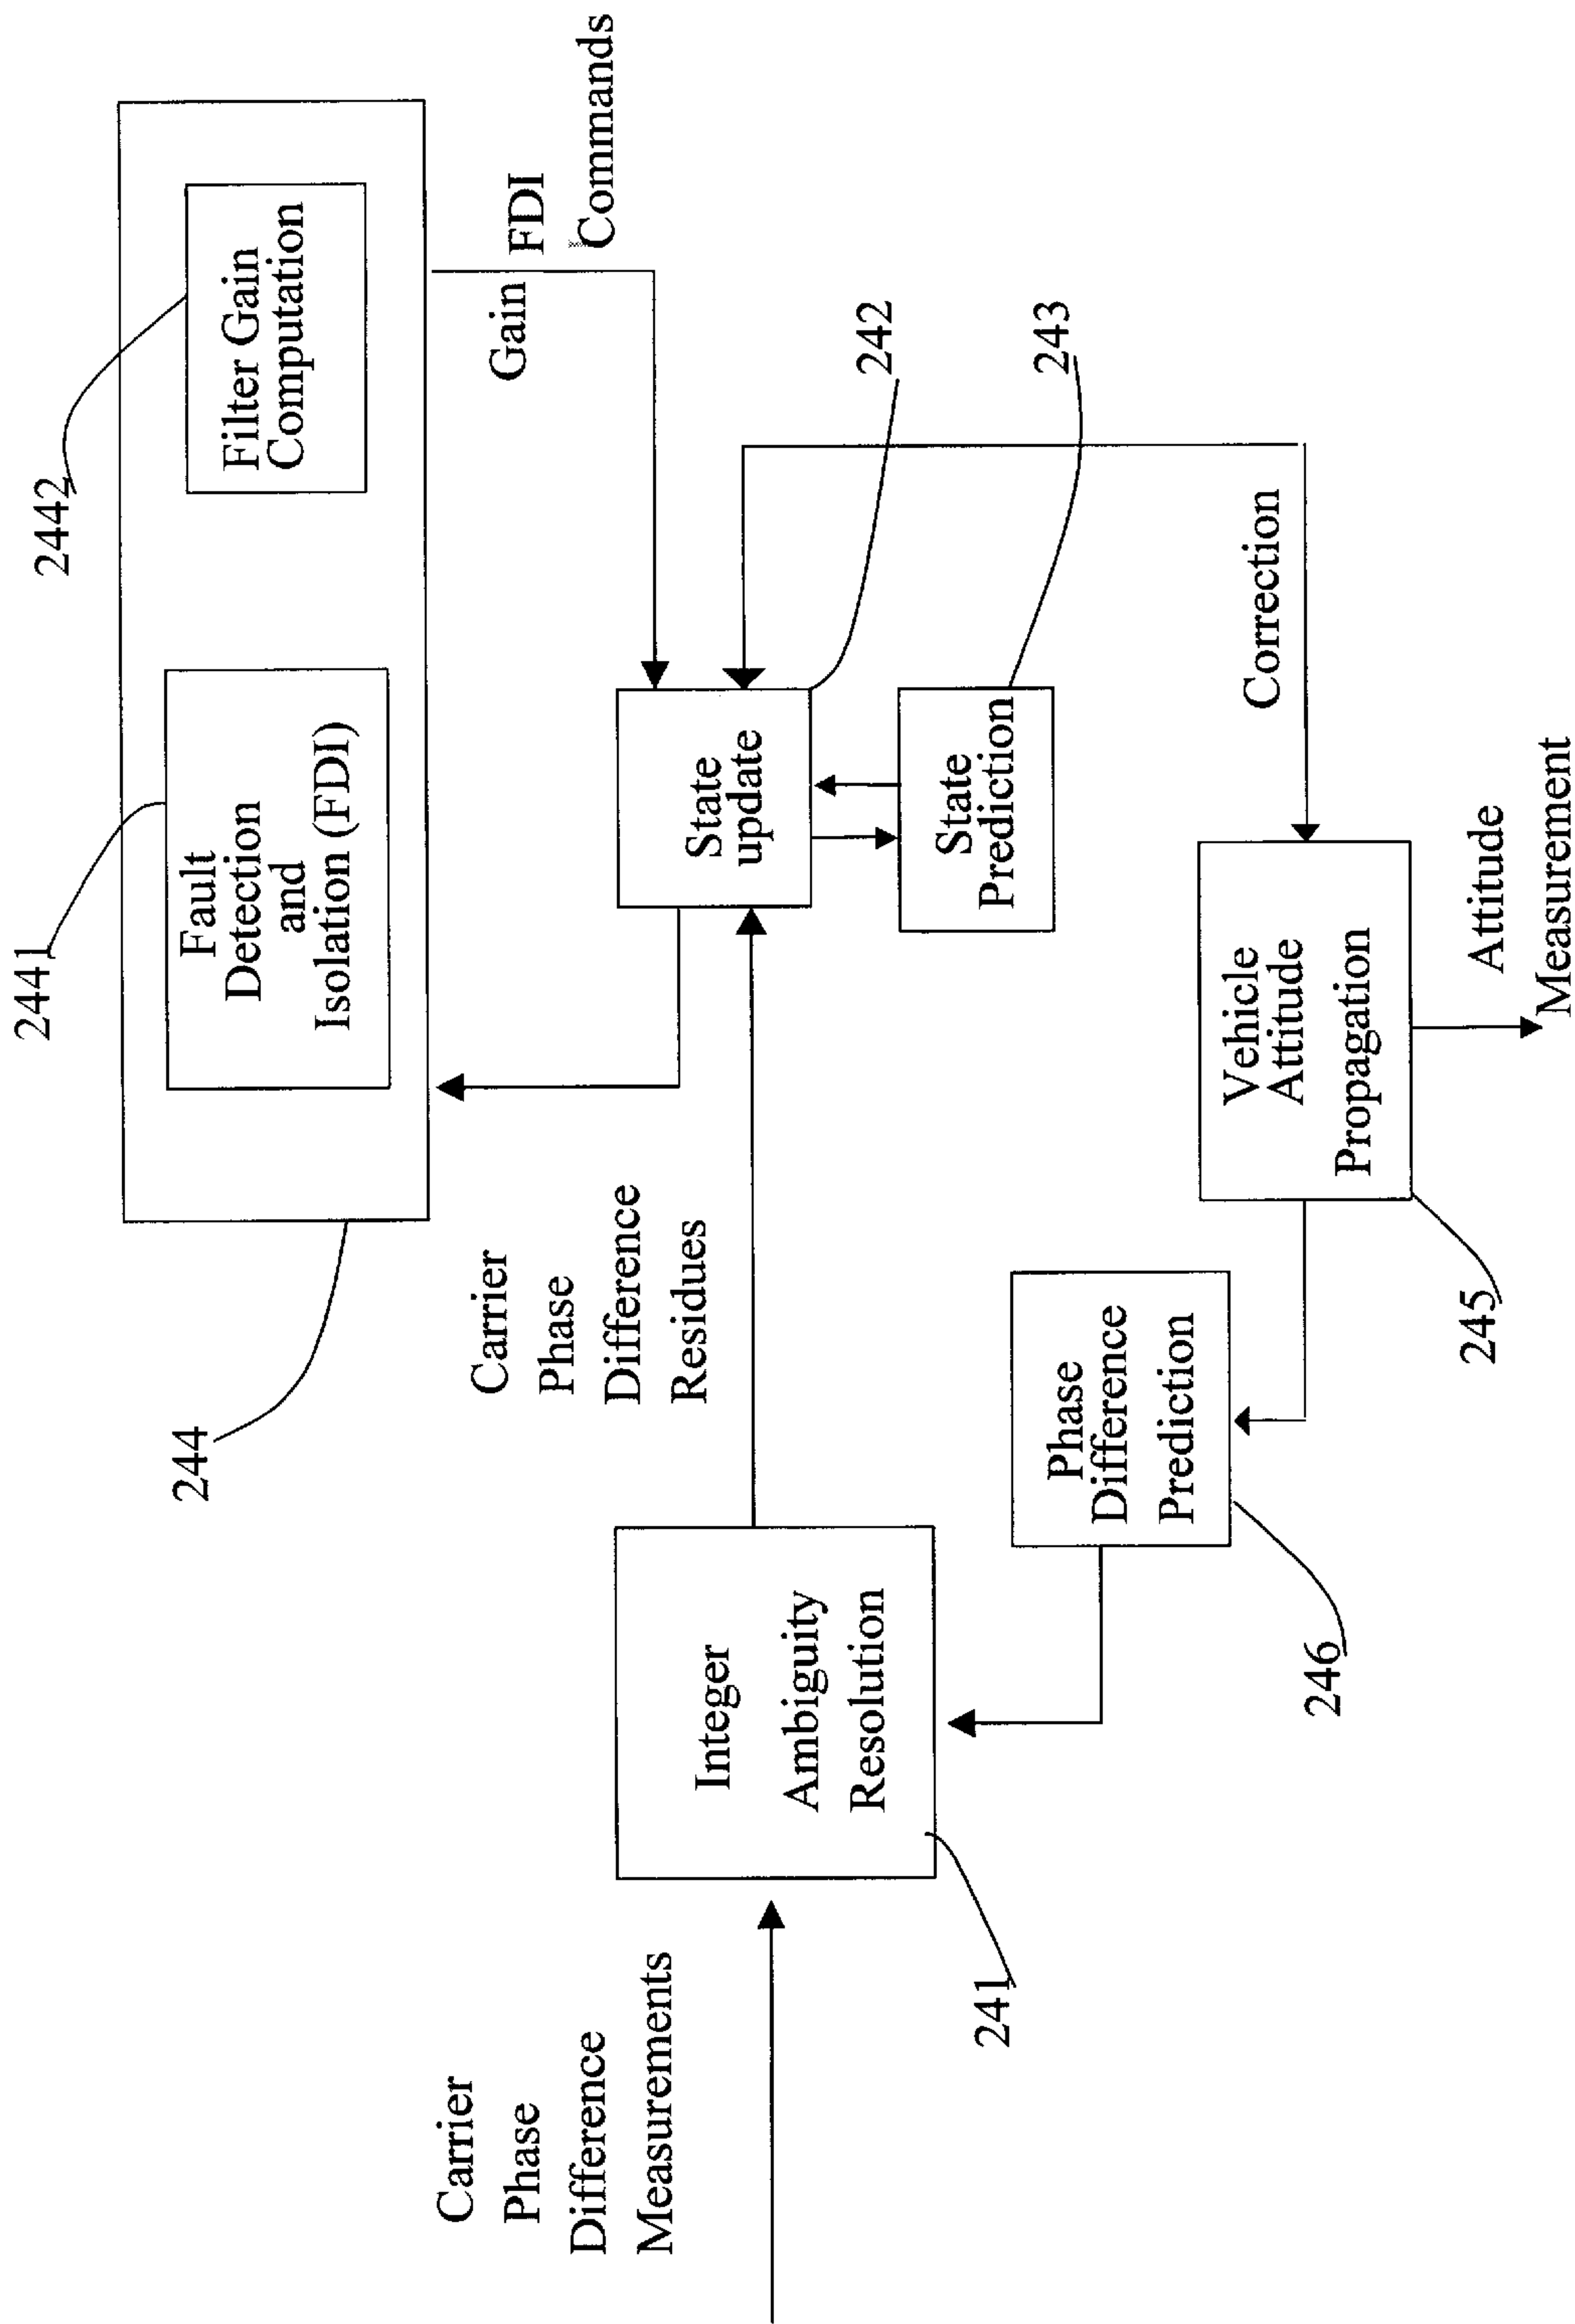 2441
2442
Fault
Detection
and
Isolation (FDI)
Filter Gain
Computation
244
Gain FDI
Commands
Carrier
Phase
Difference
Residues
Carrier
Phase
Difference
Measurements
Integer
Ambiguity
Resolution
241
State
update
242
State
Prediction
243
Phase
Difference
Prediction
246
Correction
Vehicle
Attitude
Propagation
245
Attitude
Measurement